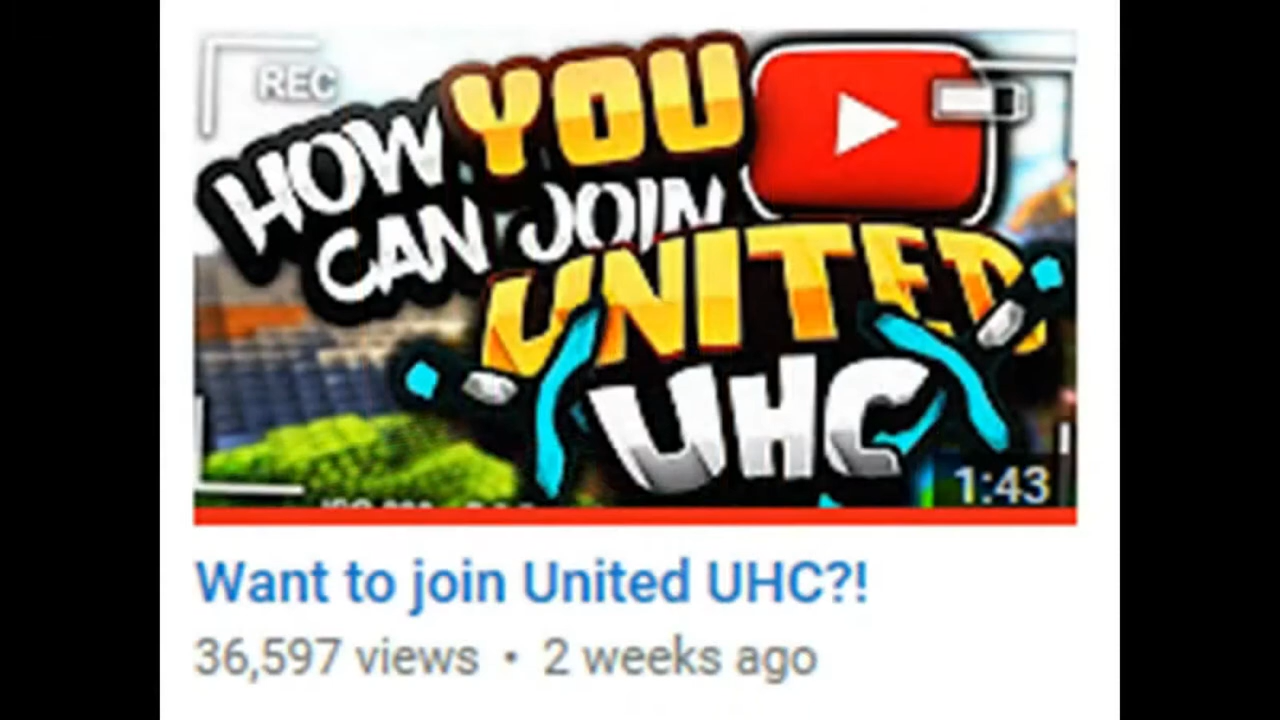 REC
HOW YOU
CAN JOIN
UNITED
UHC
1:43
Want to join United UHC?!
36,597 views • 2 weeks ago